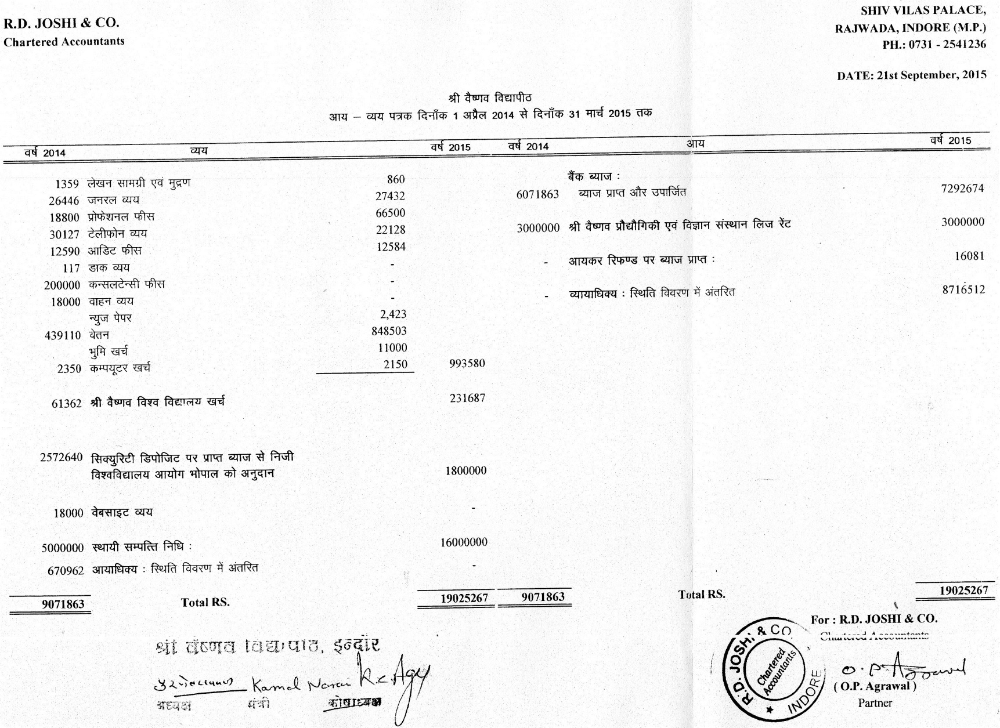 R.D. JOSHI & CO.
Chartered Accountants
SHIV VILAS PALACE,
RAJWADA, INDORE (M.P.)
PH.: 0731 - 2541236
DATE: 21st September, 2015
श्री वैष्णव विद्यापीठ
आय – व्यय पत्रक दिनाँक 1 अप्रैल 2014 से दिनाँक 31 मार्च 2015 तक
वर्ष 2014 व्यय वर्ष 2015 वर्ष 2014 आय वर्ष 2015
बैंक ब्याज :
1359 लेखन सामग्री एवं मुद्रण 860
26446 जनरल व्यय 27432 6071863 ब्याज प्राप्त और उपार्जित 7292674
18800 प्रोफेशनल फीस 66500
30127 टेलीफोन व्यय 22128 3000000 श्री वैष्णव प्रौद्यौगिकी एवं विज्ञान संस्थान लिज रेंट 3000000
12590 आडिट फीस 12584
117 डाक व्यय - - आयकर रिफण्ड पर ब्याज प्राप्त : 16081
200000 कन्सलटेन्सी फीस -
18000 वाहन व्यय - - व्यायाधिक्य : स्थिति विवरण में अंतरित 8716512
न्युज पेपर 2,423
439110 वेतन 848503
भुमि खर्च 11000
2350 कम्पयूटर खर्च 2150 993580
61362 श्री वैष्णव विश्व विद्यालय खर्च 231687
2572640 सिक्युरिटी डिपोजिट पर प्राप्त ब्याज से निजी
विश्वविद्यालय आयोग भोपाल को अनुदान 1800000
18000 वेबसाइट व्यय -
5000000 स्थायी सम्पत्ति निधि : 16000000
670962 आयाधिक्य : स्थिति विवरण में अंतरित -
9071863 Total RS. 19025267 9071863 Total RS. 19025267
For : R.D. JOSHI & CO.
Chartered Accountants
श्री वैष्णव विद्यापीठ, इन्दौर
Kamal Narai K.c. Agy
अध्यक्ष मंत्री कोषाध्यक्ष
R.D. JOSHI & CO.
Chartered
Accountants
INDORE
O.P. Agrawal
( O.P. Agrawal )
Partner